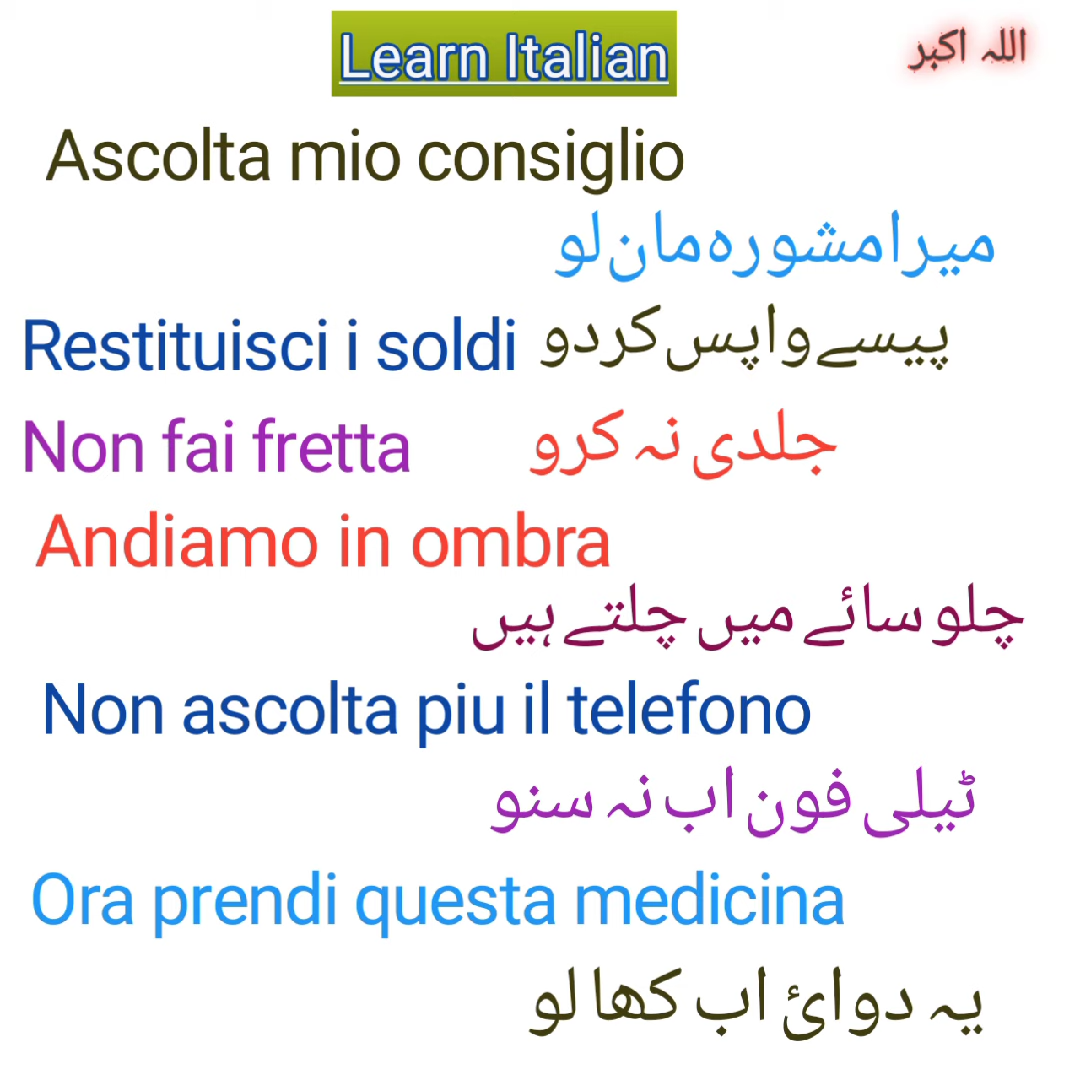 Learn Italian
اللہ اکبر
Ascolta mio consiglio
میرا مشورہ مان لو
Restituisci i soldi
پیسے واپس کر دو
Non fai fretta
جلدی نہ کرو
Andiamo in ombra
چلو سائے میں چلتے ہیں
Non ascolta piu il telefono
ٹیلی فون اب نہ سنو
Ora prendi questa medicina
یہ دوائ اب کھا لو